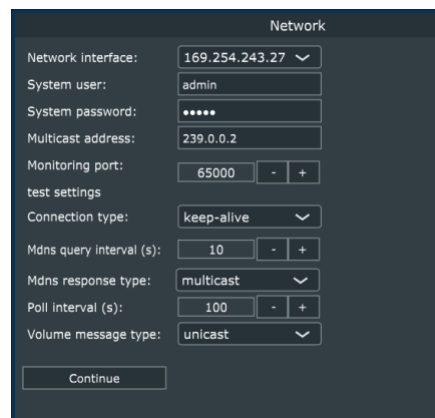 Network
Network interface: 169.254.243.27
System user: admin
System password: •••••
Multicast address: 239.0.0.2
Monitoring port: 65000 - +
test settings
Connection type: keep-alive
Mdns query interval (s): 10 - +
Mdns response type: multicast
Poll interval (s): 100 - +
Volume message type: unicast
Continue